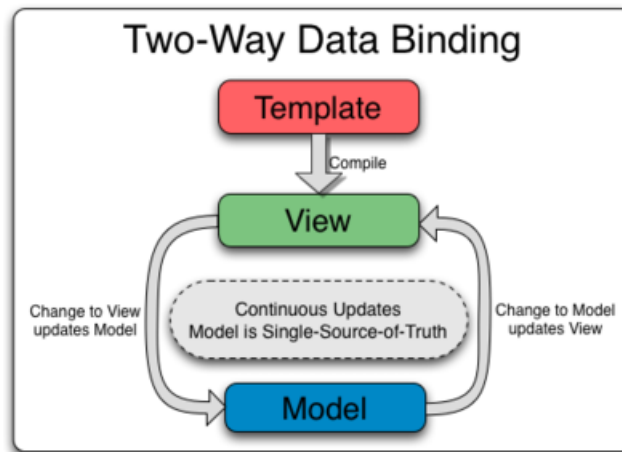 Two-Way Data Binding
Template
Compile
View
Change to View
updates Model
Continuous Updates
Model is Single-Source-of-Truth
Change to Model
updates View
Model